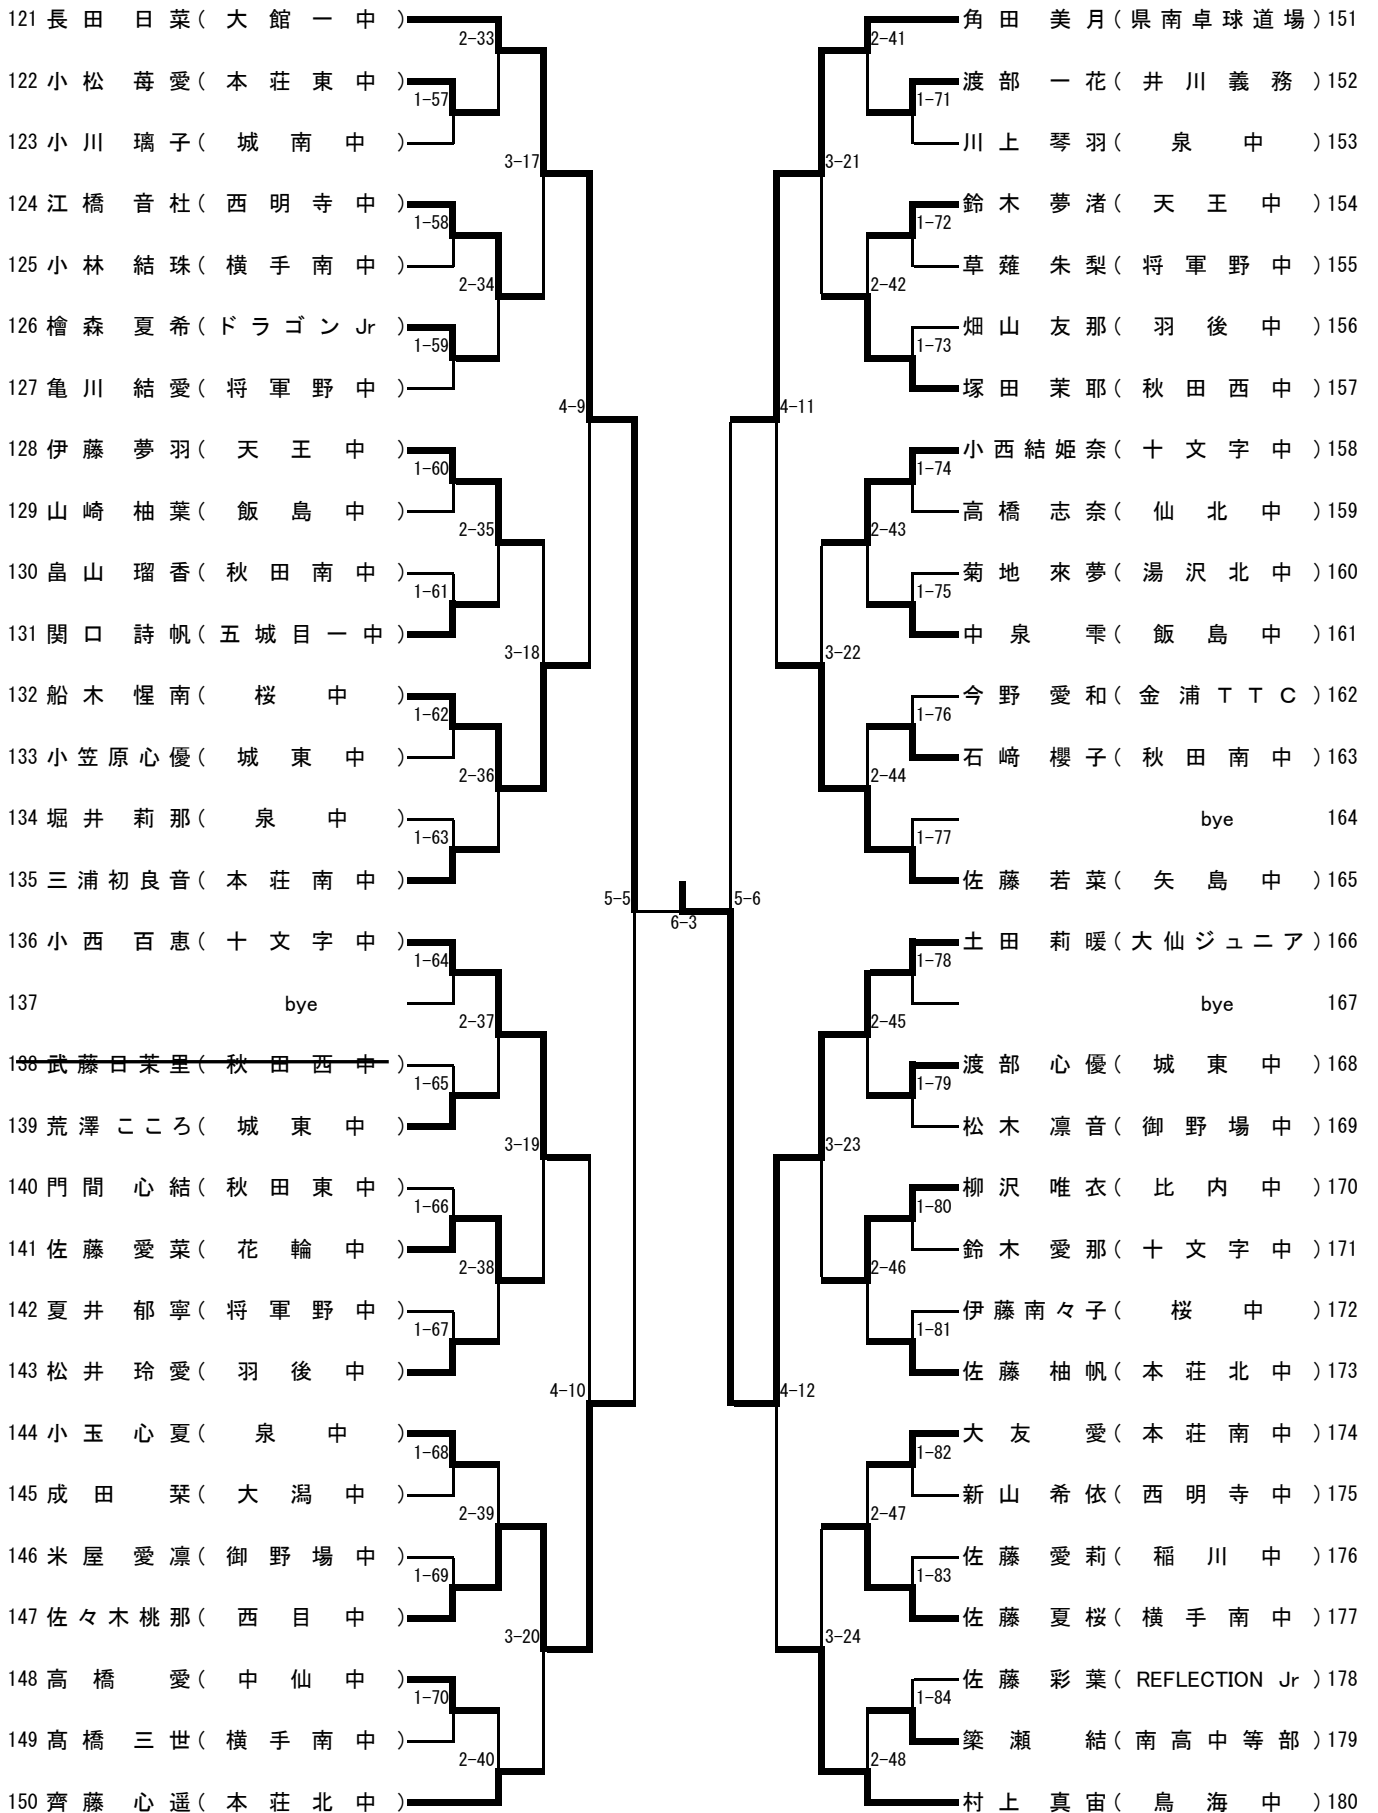 121 長田 日菜(大館一中)
2-33
122 小松 苺愛(本荘東中)
1-57
123 小川 璃子(城南中)
3-17
124 江橋 音杜(西明寺中)
1-58
125 小林 結珠(横手南中)
2-34
126 檜森 夏希(ドラゴンJr)
1-59
127 亀川 結愛(将軍野中)
4-9
128 伊藤 夢羽(天王中)
1-60
129 山崎 柚葉(飯島中)
2-35
130 畠山 瑠香(秋田南中)
1-61
131 関口 詩帆(五城目一中)
3-18
132 船木 惺南(桜中)
1-62
133 小笠原心優(城東中)
2-36
134 堀井 莉那(泉中)
1-63
135 三浦初良音(本荘南中)
5-5
136 小西 百恵(十文字中)
1-64
137 bye
2-37
138 武藤日茉里(秋田西中)
1-65
139 荒澤こころ(城東中)
3-19
140 門間 心結(秋田東中)
1-66
141 佐藤 愛菜(花輪中)
2-38
142 夏井 郁寧(将軍野中)
1-67
143 松井 玲愛(羽後中)
4-10
144 小玉 心夏(泉中)
1-68
145 成田 栞(大潟中)
2-39
146 米屋 愛凛(御野場中)
1-69
147 佐々木桃那(西目中)
3-20
148 高橋 愛(中仙中)
1-70
149 髙橋 三世(横手南中)
2-40
150 齊藤 心遥(本荘北中)
6-3
角田 美月(県南卓球道場)151
2-41
渡部 一花(井川義務)152
1-71
川上 琴羽(泉中)153
3-21
鈴木 夢渚(天王中)154
1-72
草薙 朱梨(将軍野中)155
2-42
畑山 友那(羽後中)156
1-73
塚田 茉耶(秋田西中)157
4-11
小西結姫奈(十文字中)158
1-74
高橋 志奈(仙北中)159
2-43
菊地 來夢(湯沢北中)160
1-75
中泉 雫(飯島中)161
3-22
今野 愛和(金浦TTC)162
1-76
石﨑 櫻子(秋田南中)163
2-44
bye 164
1-77
佐藤 若菜(矢島中)165
5-6
土田 莉暖(大仙ジュニア)166
1-78
bye 167
2-45
渡部 心優(城東中)168
1-79
松木 凛音(御野場中)169
3-23
柳沢 唯衣(比内中)170
1-80
鈴木 愛那(十文字中)171
2-46
伊藤南々子(桜中)172
1-81
佐藤 柚帆(本荘北中)173
4-12
大友 愛(本荘南中)174
1-82
新山 希依(西明寺中)175
2-47
佐藤 愛莉(稲川中)176
1-83
佐藤 夏桜(横手南中)177
3-24
佐藤 彩葉(REFLECTION Jr)178
1-84
簗瀬 結(南高中等部)179
2-48
村上 真宙(鳥海中)180